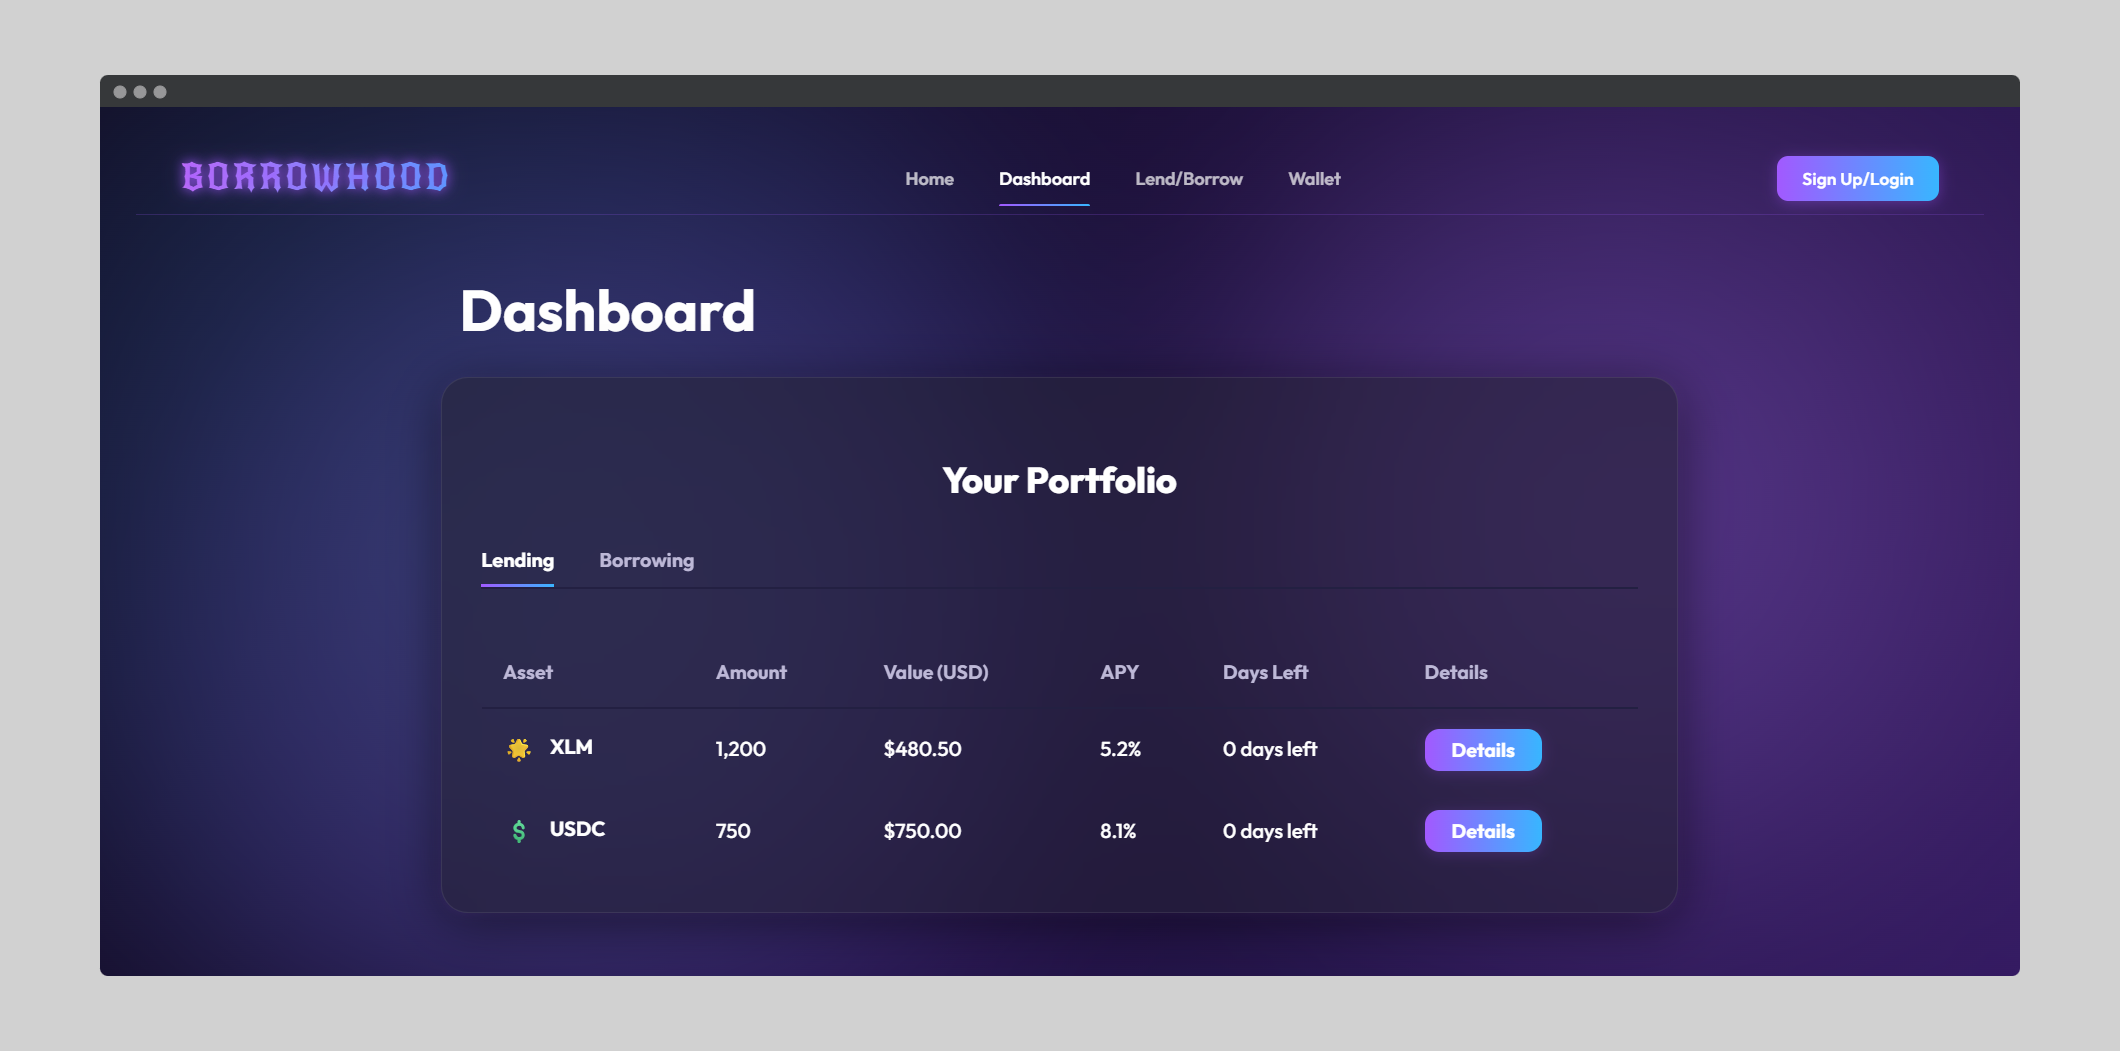 BORROWHOOD
Home Dashboard Lend/Borrow Wallet
Sign Up/Login
Dashboard
Your Portfolio
Lending Borrowing
Asset Amount Value (USD) APY Days Left Details
XLM 1,200 $480.50 5.2% 0 days left Details
$ USDC 750 $750.00 8.1% 0 days left Details